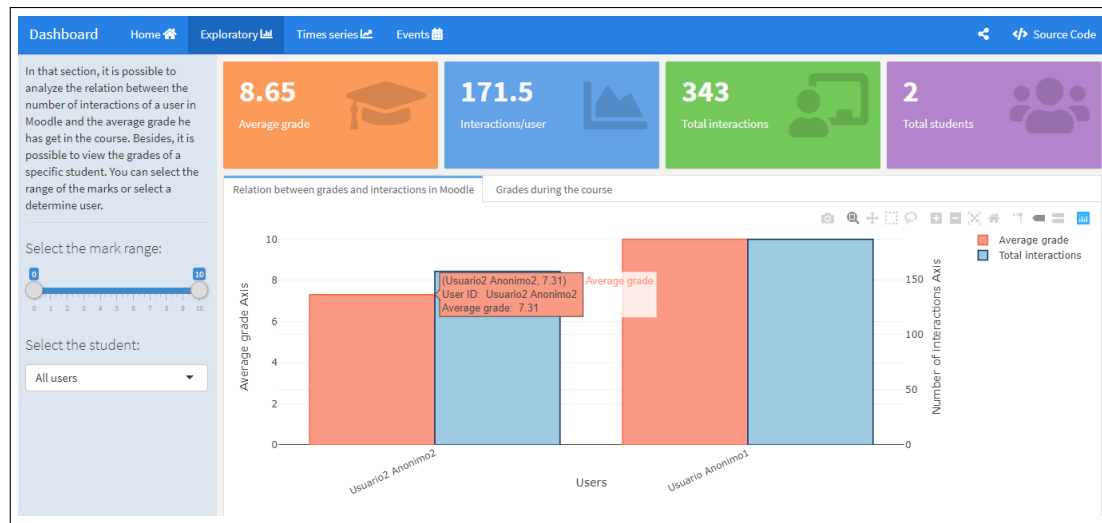 Dashboard Home Exploratory Times series Events Source Code
In that section, it is possible to
analyze the relation between the
number of interactions of a user in
Moodle and the average grade he
has get in the course. Besides, it is
possible to view the grades of a
specific student. You can select the
range of the marks or select a
determine user.
Select the mark range:
0 10
0 1 2 3 4 5 6 7 8 9 10
Select the student:
All users
8.65
Average grade
171.5
Interactions/user
343
Total interactions
2
Total students
Relation between grades and interactions in Moodle Grades during the course
Average grade
Total interactions
Average grade Axis
10
8
6
4
2
0
(Usuario2 Anonimo2, 7.31)
User ID: Usuario2 Anonimo2
Average grade: 7.31
Average grade
150
100
50
0
Number of interactions Axis
Usuario2 Anonimo2
Usuario Anonimo1
Users